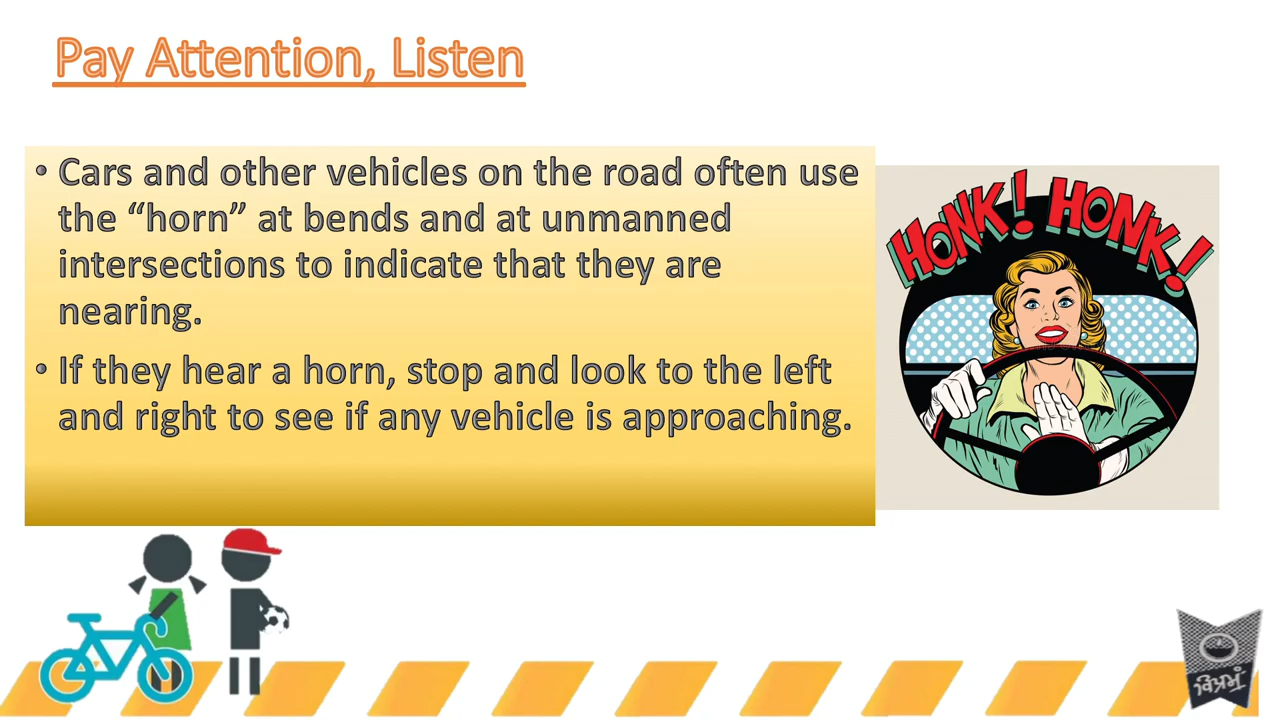 Pay Attention, Listen
• Cars and other vehicles on the road often use
the “horn” at bends and at unmanned
intersections to indicate that they are
nearing.
• If they hear a horn, stop and look to the left
and right to see if any vehicle is approaching.
HONK! HONK!